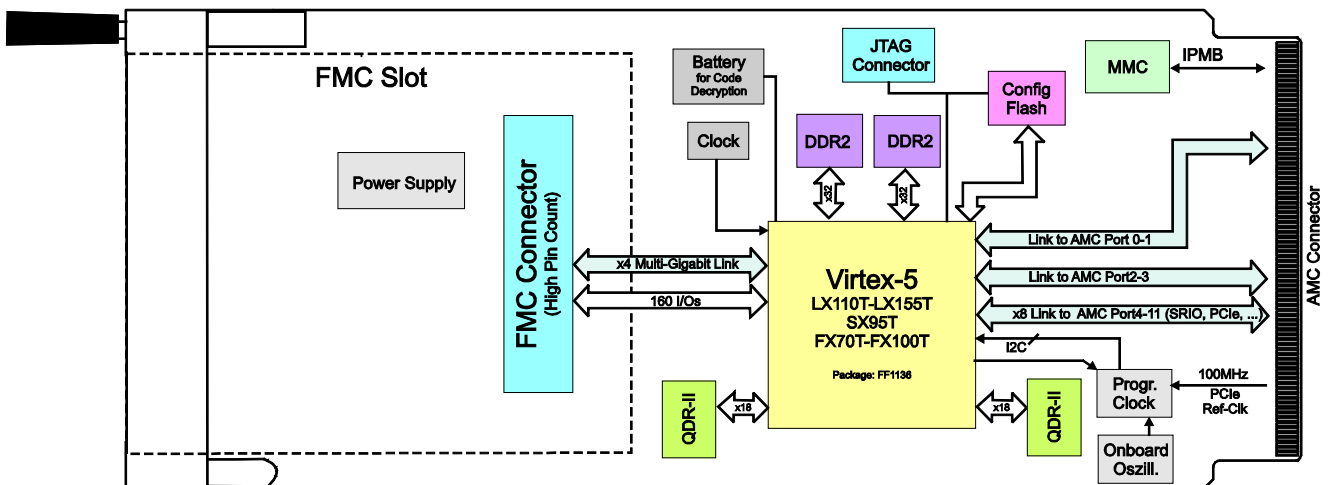 FMC Slot
Power Supply
FMC Connector
(High Pin Count)
Battery
for Code
Decryption
Clock
JTAG
Connector
DDR2
DDR2
x32
x32
Config
Flash
MMC
IPMB
x4 Multi-Gigabit Link
160 I/Os
Virtex-5
LX110T-LX155T
SX95T
FX70T-FX100T
Package: FF1136
Link to AMC Port 0-1
Link to AMC Port2-3
x8 Link to AMC Port4-11 (SRIO, PCIe, ...)
I2C
QDR-II
x18
x18
QDR-II
Progr.
Clock
100MHz
PCIe
Ref-Clk
Onboard
Oszill.
AMC Connector